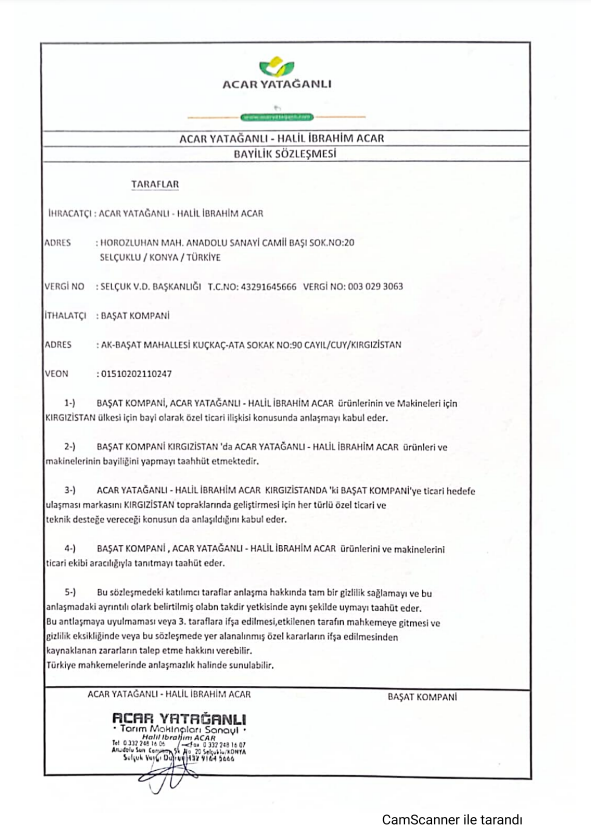 ACAR YATAĞANLI
www.acaryatagan.com
ACAR YATAĞANLI - HALİL İBRAHİM ACAR
BAYİLİK SÖZLEŞMESİ
TARAFLAR
İHRACATÇI : ACAR YATAĞANLI - HALİL İBRAHİM ACAR
ADRES : HOROZLUHAN MAH. ANADOLU SANAYİ CAMİİ BAŞI SOK.NO:20
SELÇUKLU / KONYA / TÜRKİYE
VERGİ NO : SELÇUK V.D. BAŞKANLIĞI T.C.NO: 43291645666 VERGİ NO: 003 029 3063
İTHALATÇI : BAŞAT KOMPANİ
ADRES : AK-BAŞAT MAHALLESİ KUÇKAÇ-ATA SOKAK NO:90 CAYIL/CUY/KIRGIZİSTAN
VEON : 01510202110247
1-) BAŞAT KOMPANİ, ACAR YATAĞANLI - HALİL İBRAHİM ACAR ürünlerinin ve Makineleri için
KIRGIZİSTAN ülkesi için bayi olarak özel ticari ilişkisi konusunda anlaşmayı kabul eder.
2-) BAŞAT KOMPANİ KIRGIZİSTAN 'da ACAR YATAĞANLI - HALİL İBRAHİM ACAR ürünleri ve
makinelerinin bayiliğini yapmayı taahhüt etmektedir.
3-) ACAR YATAĞANLI - HALİL İBRAHİM ACAR KIRGIZİSTANDA 'ki BAŞAT KOMPANİ'ye ticari hedefe
ulaşması markasını KIRGIZİSTAN topraklarında geliştirmesi için her türlü özel ticari ve
teknik desteğe vereceği konusun da anlaşıldığını kabul eder.
4-) BAŞAT KOMPANİ , ACAR YATAĞANLI - HALİL İBRAHİM ACAR ürünlerini ve makinelerini
ticari ekibi aracılığıyla tanıtmayı taahüt eder.
5-) Bu sözleşmedeki katılımcı taraflar anlaşma hakkında tam bir gizlilik sağlamayı ve bu
anlaşmadaki ayrıntılı olark belirtilmiş olabn takdir yetkisinde aynı şekilde uymayı taahüt eder.
Bu antlaşmaya uyulmaması veya 3. taraflara ifşa edilmesi,etkilenen tarafın mahkemeye gitmesi ve
gizlilik eksikliğinde veya bu sözleşmede yer alanalınmış özel kararların ifşa edilmesinden
kaynaklanan zararların talep etme hakkını verebilir.
Türkiye mahkemelerinde anlaşmazlık halinde sunulabilir.
ACAR YATAĞANLI - HALİL İBRAHİM ACAR
BAŞAT KOMPANİ
ACAR YATAĞANLI
• Tarım Makinaları Sanayi •
Halil İbrahim ACAR
Tel 0 332 248 16 06 Fax 0 332 248 16 07
Anadolu San. Sk No 20 Selçuklu/KONYA
Selçuk Vergi 432 9164 5666
CamScanner ile tarandı